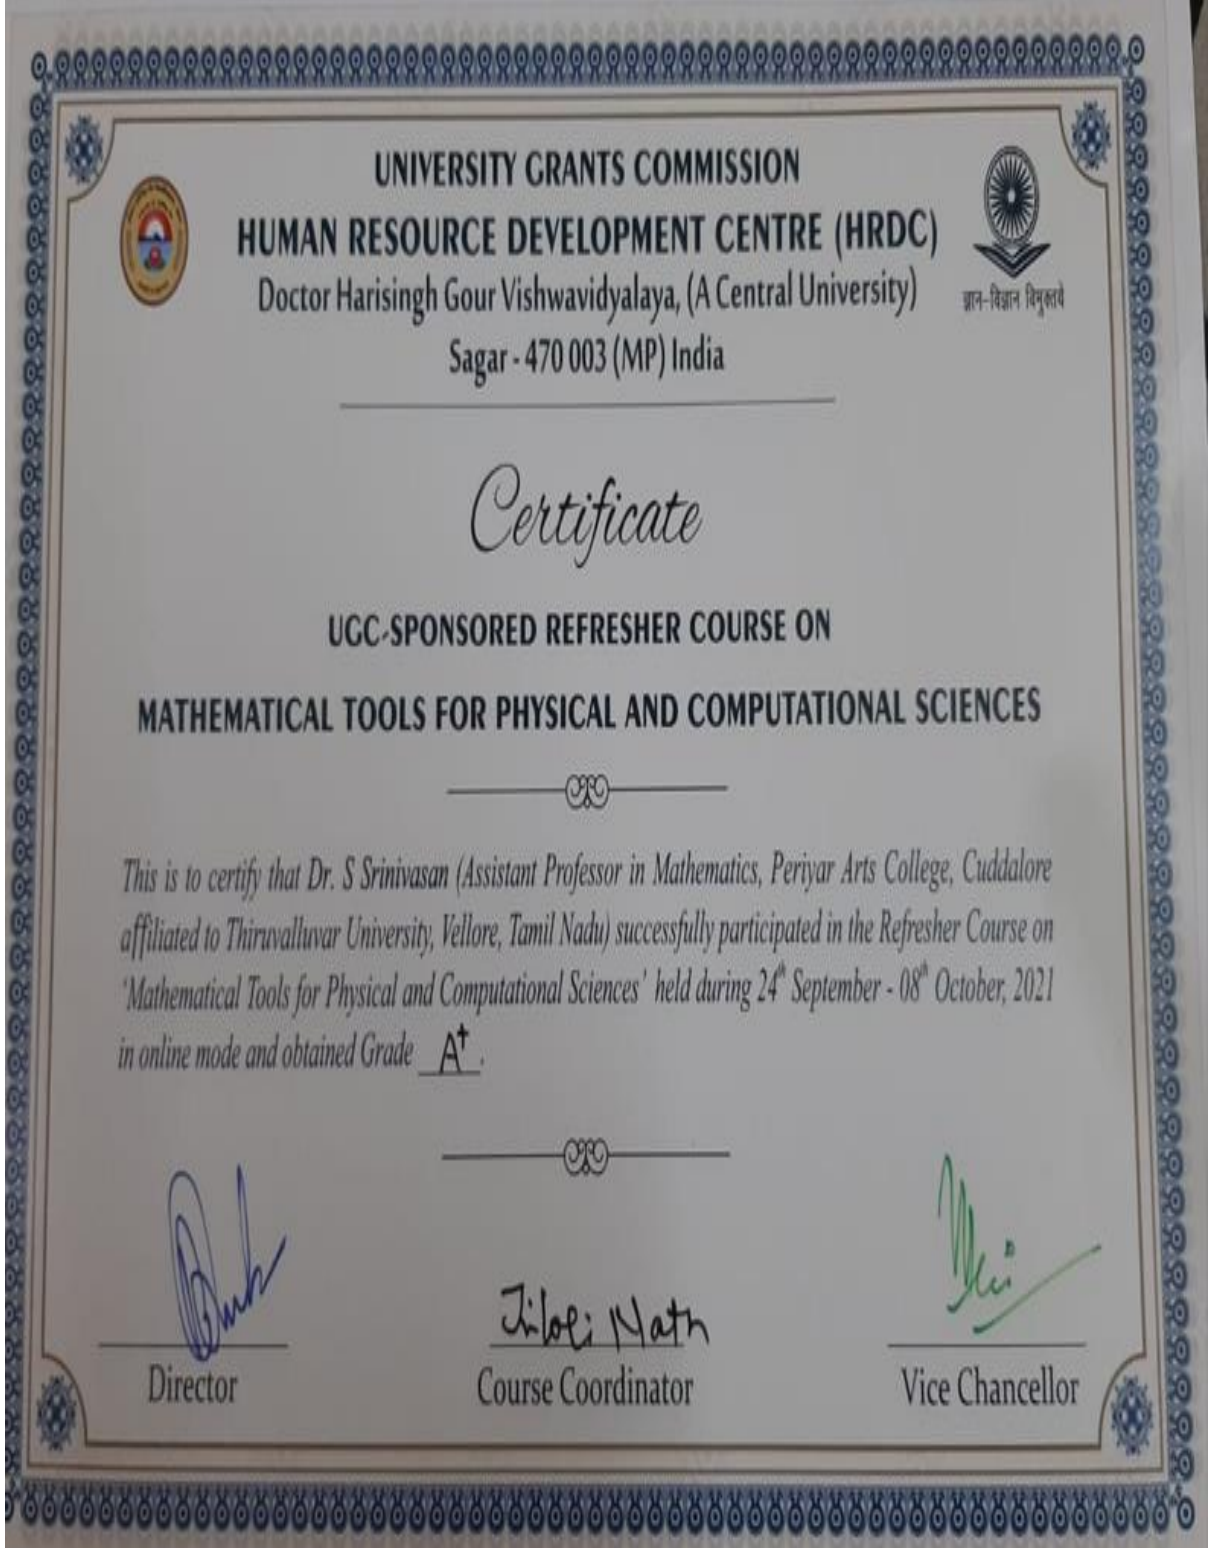 UNIVERSITY GRANTS COMMISSION
HUMAN RESOURCE DEVELOPMENT CENTRE (HRDC)
Doctor Harisingh Gour Vishwavidyalaya, (A Central University)
Sagar - 470 003 (MP) India
ज्ञान-विज्ञान विमुक्तये
Certificate
UGC-SPONSORED REFRESHER COURSE ON
MATHEMATICAL TOOLS FOR PHYSICAL AND COMPUTATIONAL SCIENCES
This is to certify that Dr. S Srinivasan (Assistant Professor in Mathematics, Periyar Arts College, Cuddalore
affiliated to Thiruvalluvar University, Vellore, Tamil Nadu) successfully participated in the Refresher Course on
'Mathematical Tools for Physical and Computational Sciences' held during 24th September - 08th October, 2021
in online mode and obtained Grade A+.
Nath
Director
Course Coordinator
Vice Chancellor